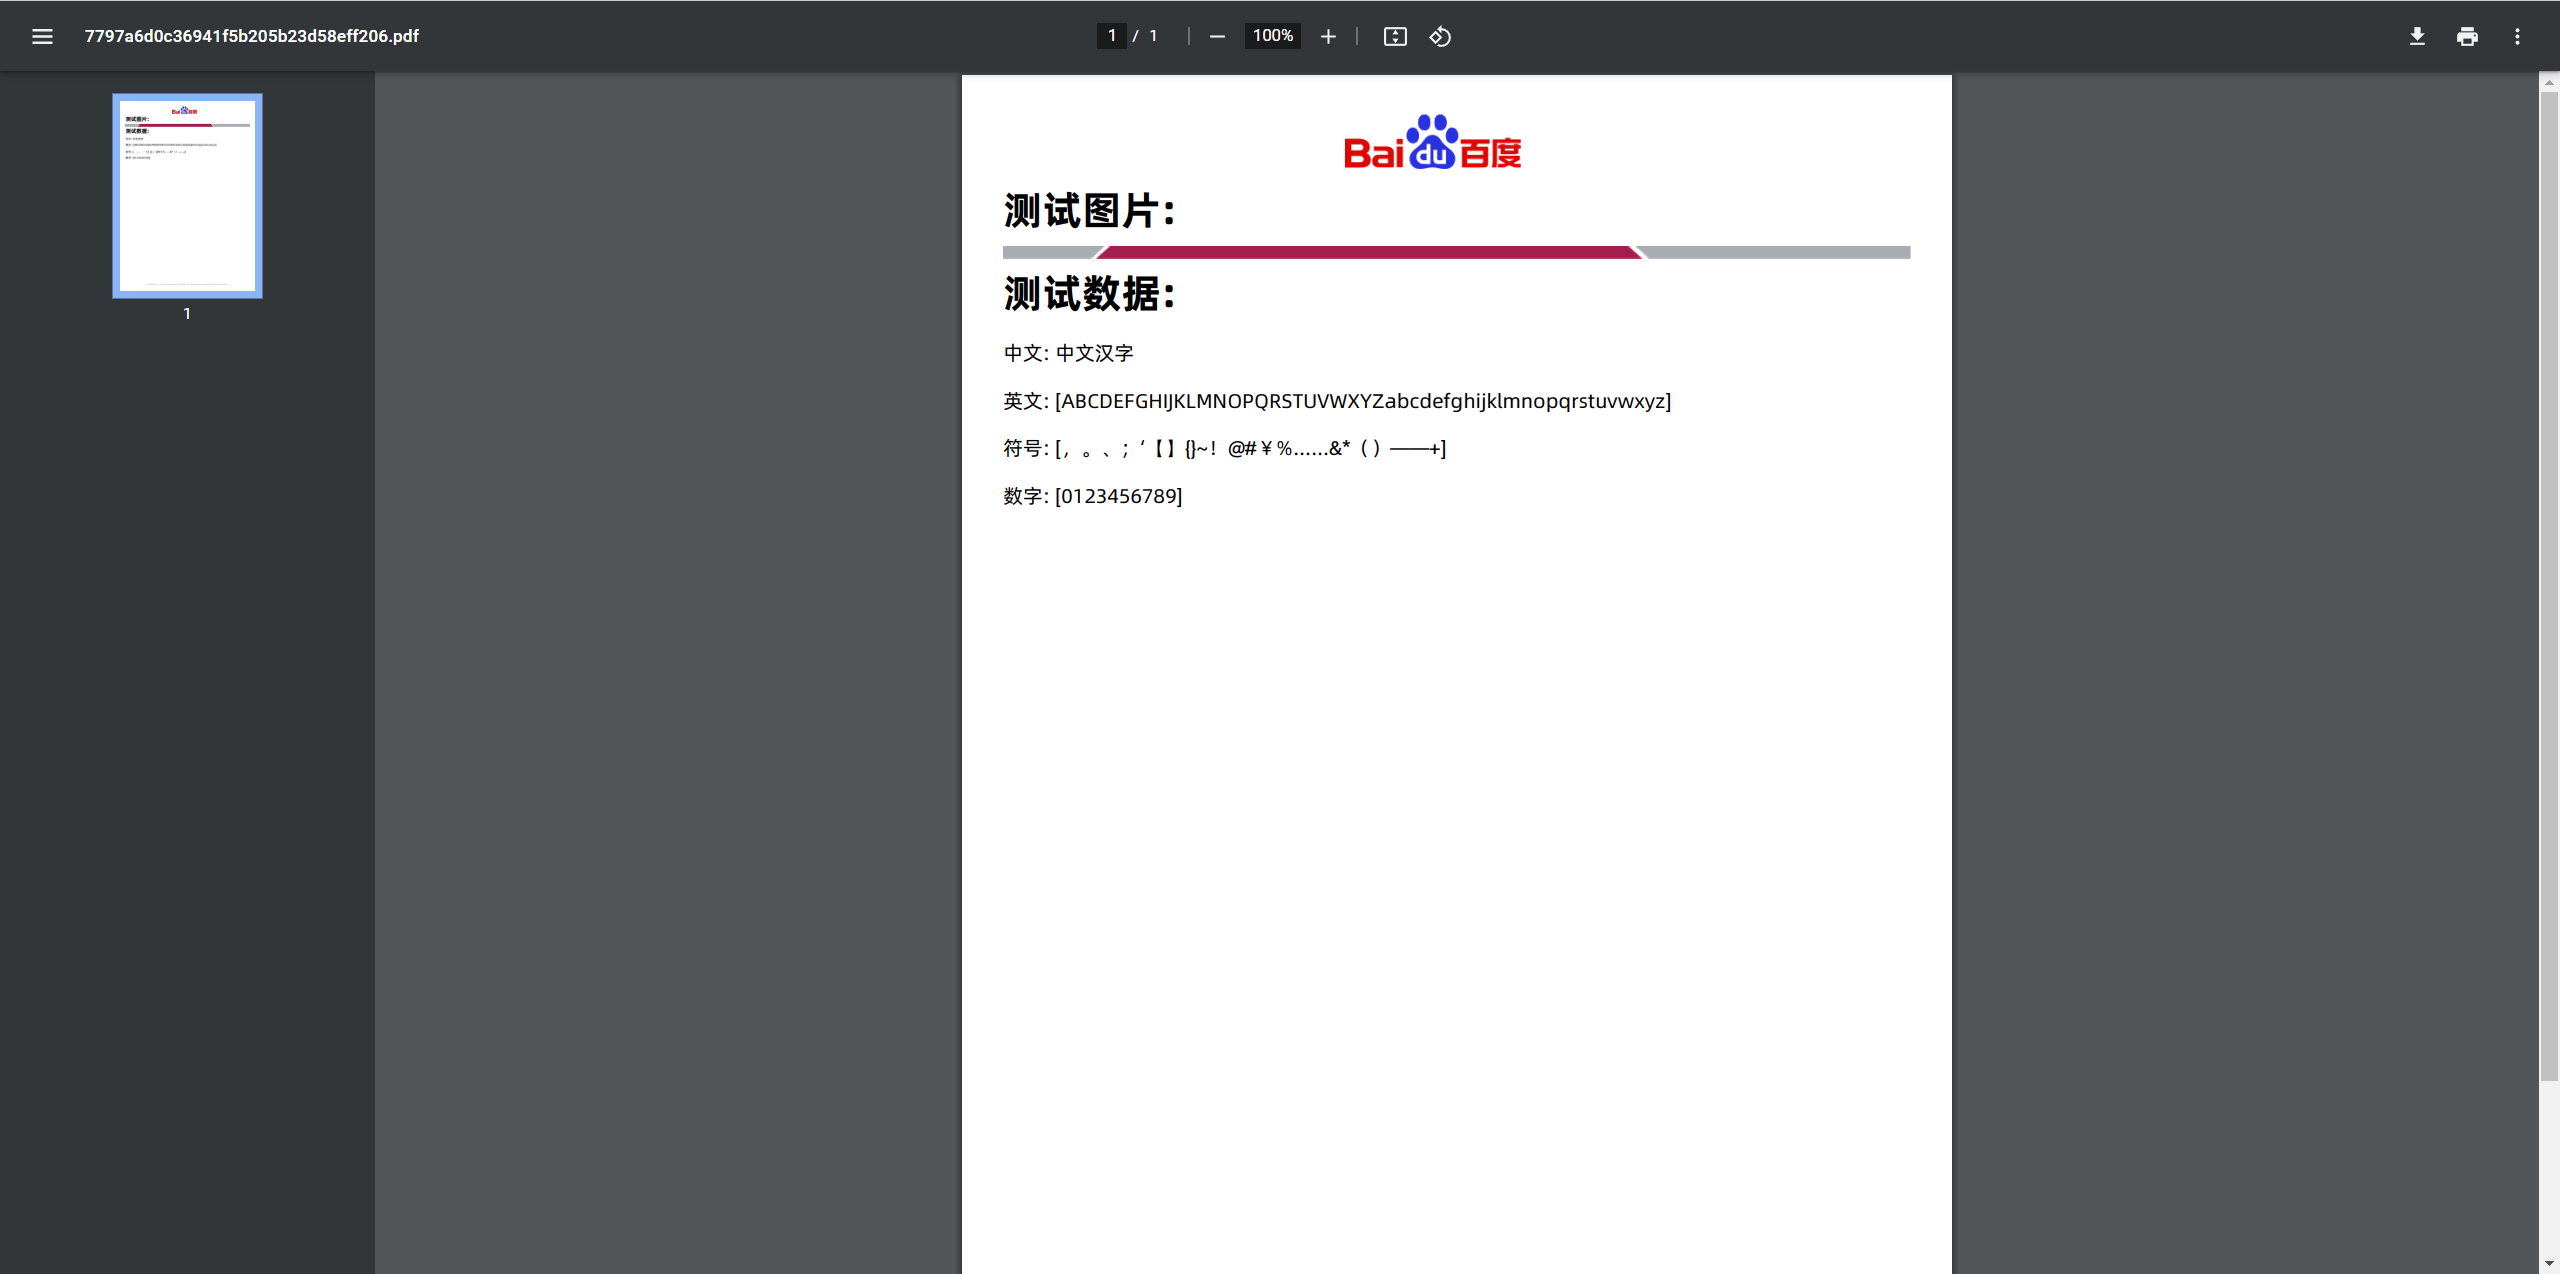 7797a6d0c36941f5b205b23d58eff206.pdf
1 / 1
100%
1
Bai du 百度
测试图片：
测试数据：
中文：中文汉字
英文：[ABCDEFGHIJKLMNOPQRSTUVWXYZabcdefghijklmnopqrstuvwxyz]
符号：[，。、；‘【】{}~！@#￥%……&*（）——+]
数字：[0123456789]